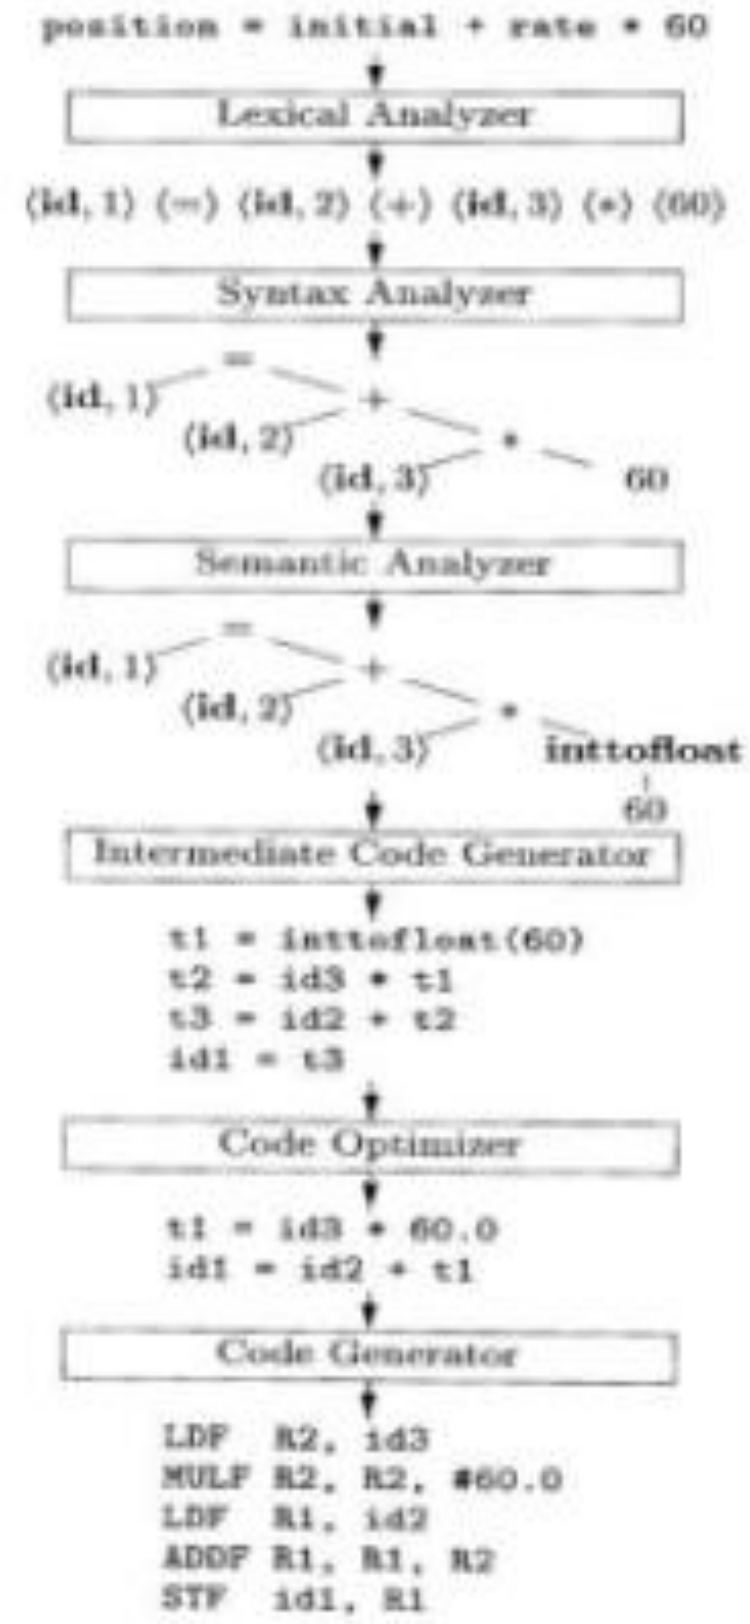 position = initial + rate * 60
Lexical Analyzer
⟨id, 1⟩ ⟨=⟩ ⟨id, 2⟩ ⟨+⟩ ⟨id, 3⟩ ⟨*⟩ ⟨60⟩
Syntax Analyzer
=
⟨id, 1⟩ +
⟨id, 2⟩ *
⟨id, 3⟩ 60
Semantic Analyzer
=
⟨id, 1⟩ +
⟨id, 2⟩ *
⟨id, 3⟩ inttofloat
60
Intermediate Code Generator
t1 = inttofloat(60)
t2 = id3 * t1
t3 = id2 + t2
id1 = t3
Code Optimizer
t1 = id3 * 60.0
id1 = id2 + t1
Code Generator
LDF R2, id3
MULF R2, R2, #60.0
LDF R1, id2
ADDF R1, R1, R2
STF id1, R1